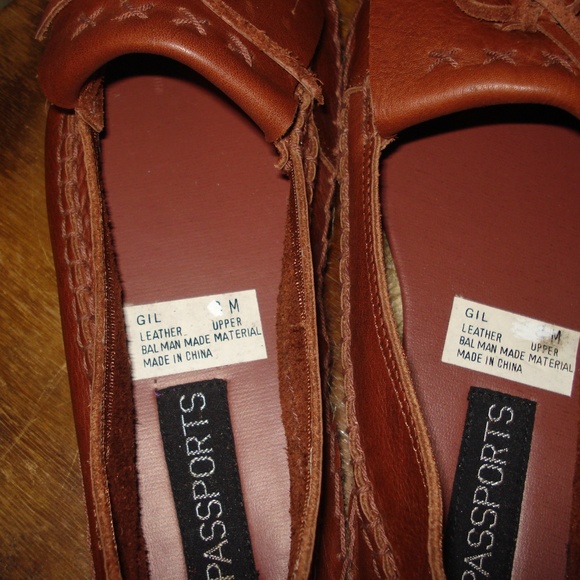 GIL M
LEATHER UPPER
BAL MAN MADE MATERIAL
MADE IN CHINA
PASSPORTS
GIL M
LEATHER UPPER
BAL MAN MADE MATERIAL
MADE IN CHINA
PASSPORTS